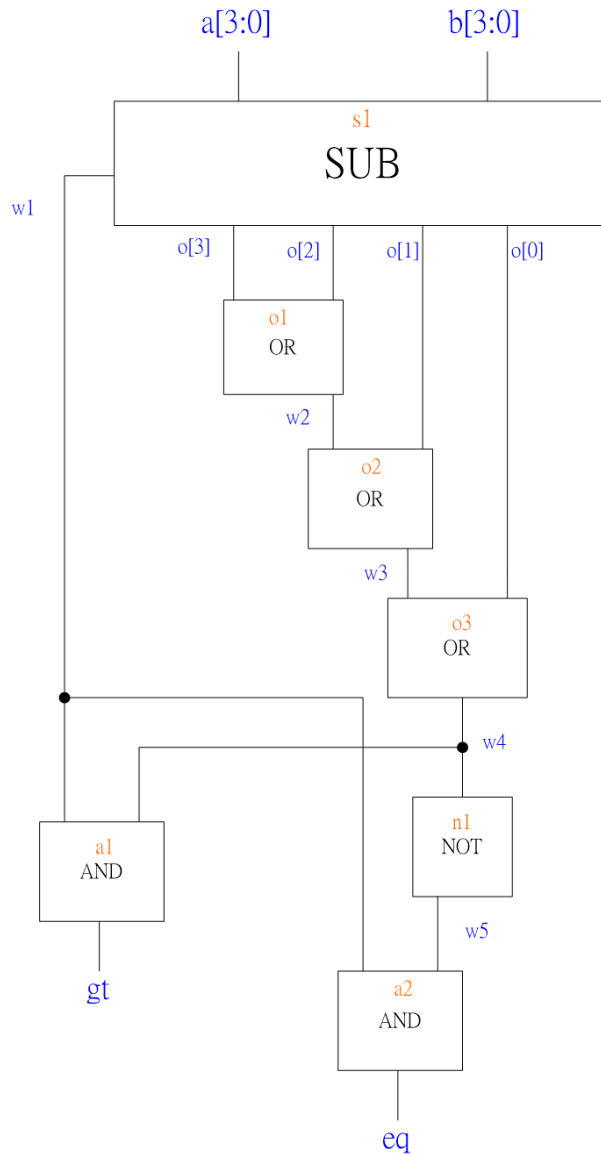 a[3:0] b[3:0]
s1
SUB
w1
o[3] o[2] o[1] o[0]
o1
OR
w2
o2
OR
w3
o3
OR
w4
n1
NOT
a1
AND
w5
gt
a2
AND
eq